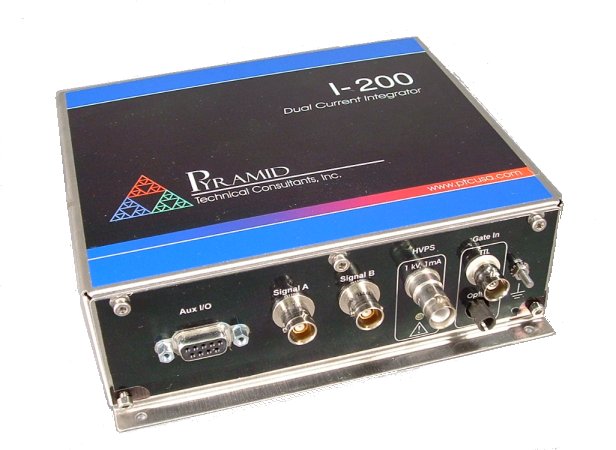 I-200
Dual Current Integrator
PYRAMID
Technical Consultants, Inc.
www.ptcusa.com
Aux I/O
Signal A
Signal B
HVPS
1 kV 1mA
Gate In
TTL